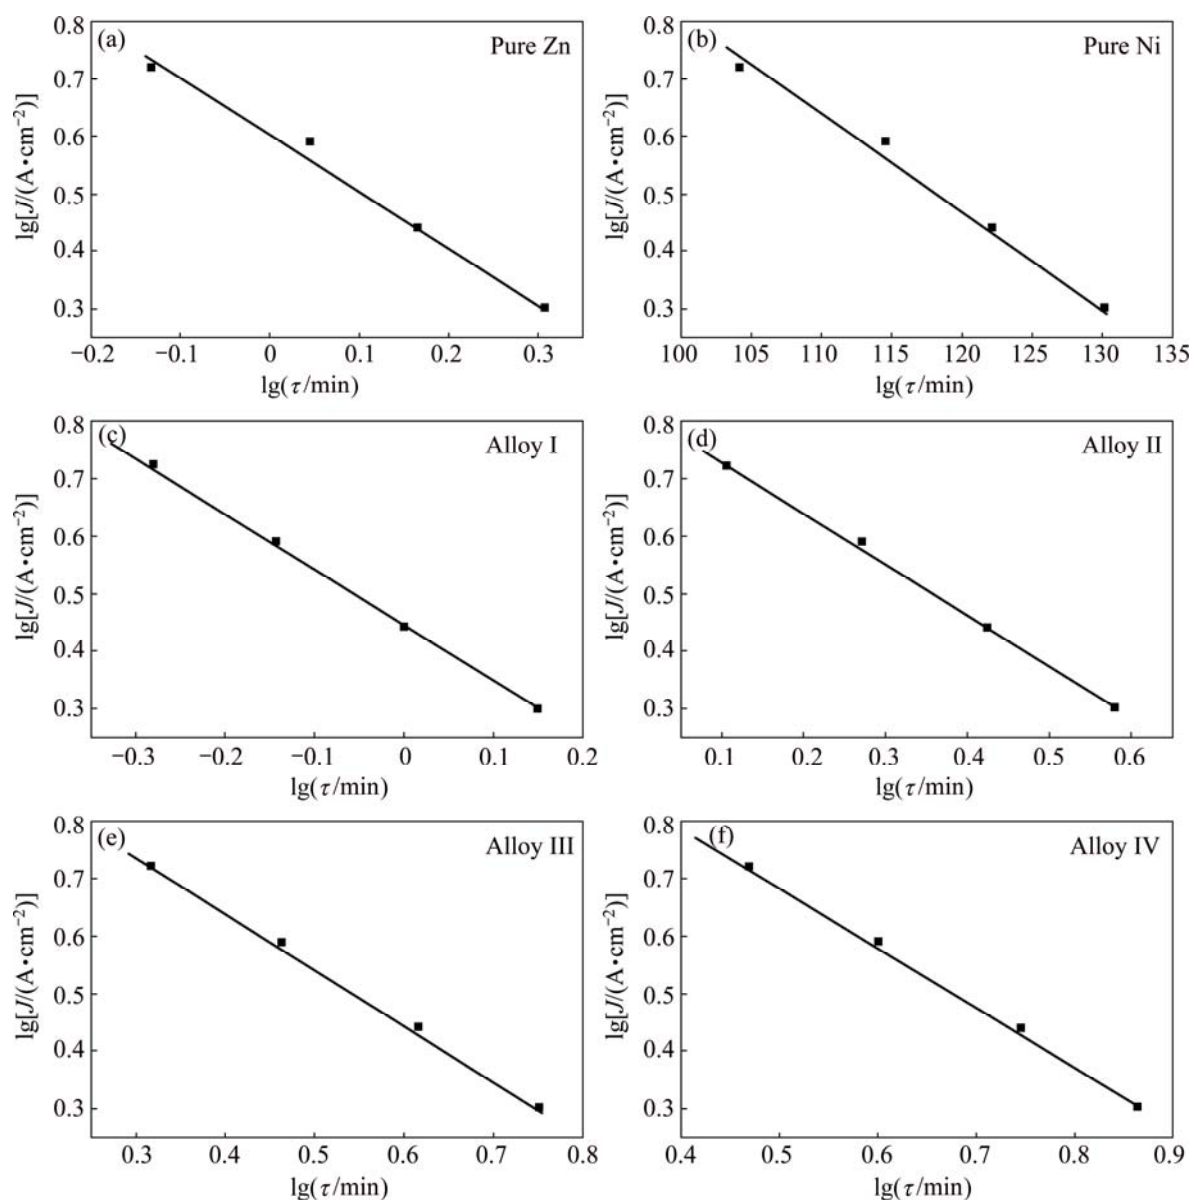 (a) Pure Zn
0.8
0.7
0.6
0.5
0.4
0.3
lg[J/(A•cm⁻²)]
−0.2 −0.1 0 0.1 0.2 0.3
lg(τ/min)
(b) Pure Ni
0.8
0.7
0.6
0.5
0.4
0.3
lg[J/(A•cm⁻²)]
100 105 110 115 120 125 130 135
lg(τ/min)
(c) Alloy I
0.8
0.7
0.6
0.5
0.4
0.3
lg[J/(A•cm⁻²)]
−0.3 −0.2 −0.1 0 0.1 0.2
lg(τ/min)
(d) Alloy II
0.8
0.7
0.6
0.5
0.4
0.3
lg[J/(A•cm⁻²)]
0.1 0.2 0.3 0.4 0.5 0.6
lg(τ/min)
(e) Alloy III
0.8
0.7
0.6
0.5
0.4
0.3
lg[J/(A•cm⁻²)]
0.3 0.4 0.5 0.6 0.7 0.8
lg(τ/min)
(f) Alloy IV
0.8
0.7
0.6
0.5
0.4
0.3
lg[J/(A•cm⁻²)]
0.4 0.5 0.6 0.7 0.8 0.9
lg(τ/min)